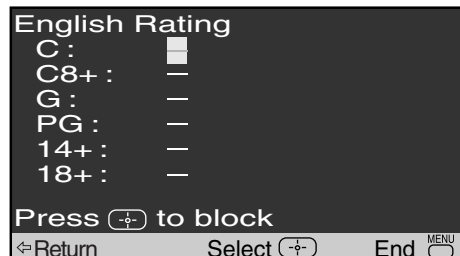 English Rating
C : —
C8+ : —
G : —
PG : —
14+ : —
18+ : —
Press to block
⇦Return Select End MENU